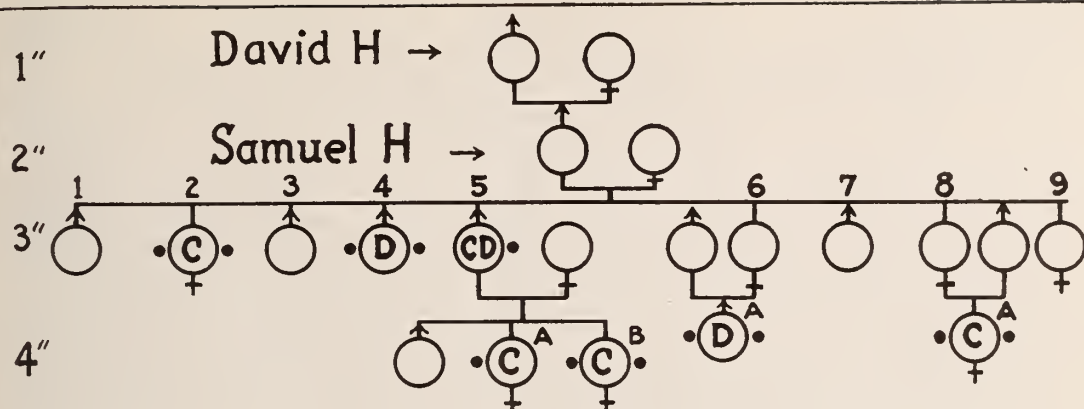 1″ David H →
2″ Samuel H →
1 2 3 4 5 6 7 8 9
3″ C D CD
4″ C A C B D A C A